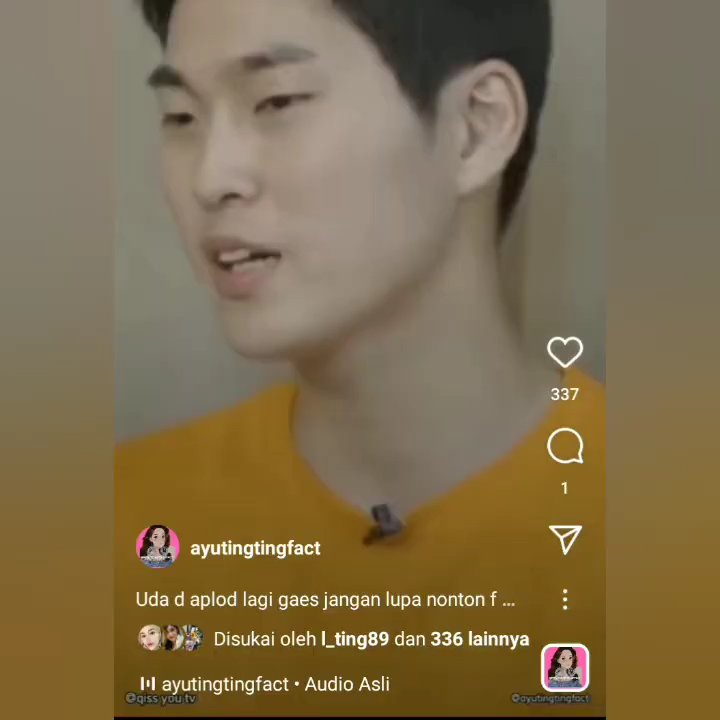 337
1
ayutingtingfact
Uda d aplod lagi gaes jangan lupa nonton f ...
Disukai oleh l_ting89 dan 336 lainnya
ayutingtingfact • Audio Asli
@qiss you tv
@ayutingtingfact